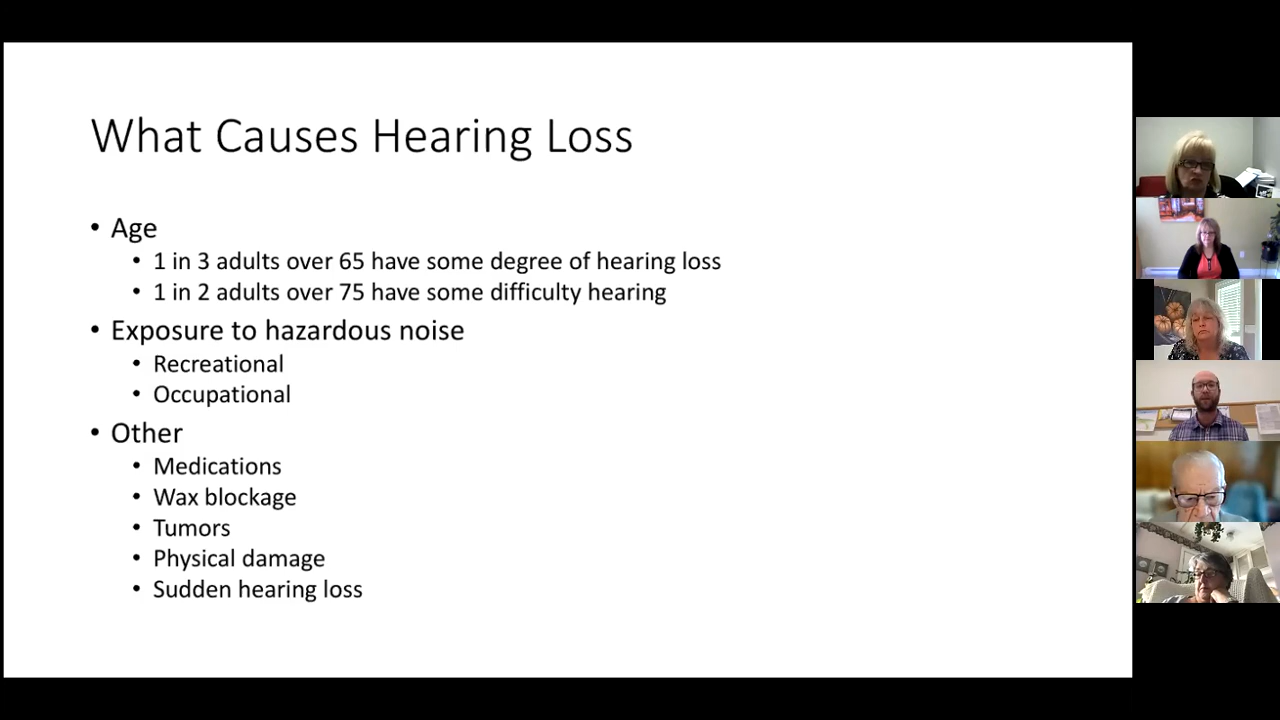 What Causes Hearing Loss
• Age
• 1 in 3 adults over 65 have some degree of hearing loss
• 1 in 2 adults over 75 have some difficulty hearing
• Exposure to hazardous noise
• Recreational
• Occupational
• Other
• Medications
• Wax blockage
• Tumors
• Physical damage
• Sudden hearing loss